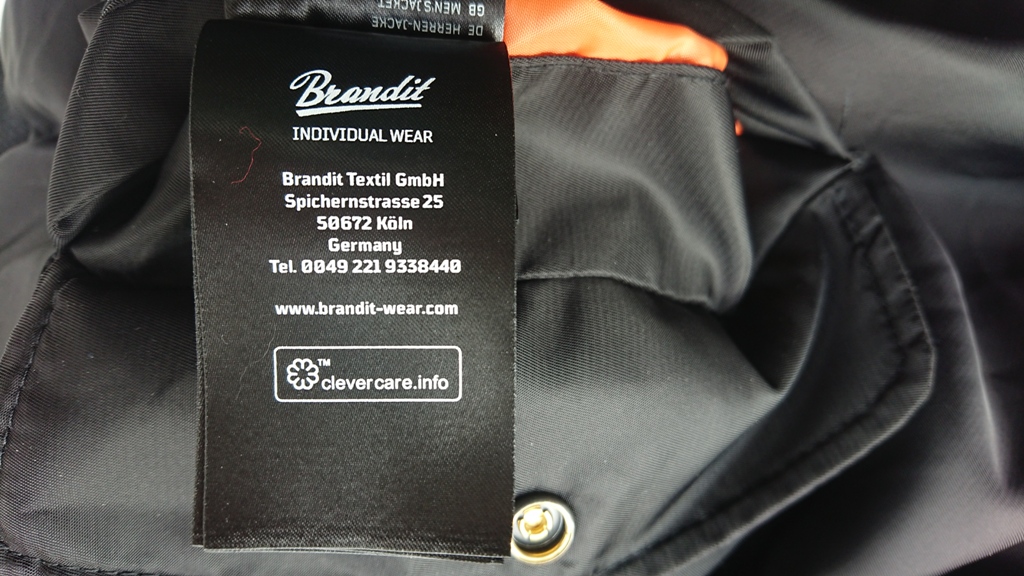 DE HERREN-JACKE
GB MEN'S JACKET
Brandit
INDIVIDUAL WEAR
Brandit Textil GmbH
Spichernstrasse 25
50672 Köln
Germany
Tel. 0049 221 9338440
www.brandit-wear.com
™
clevercare.info